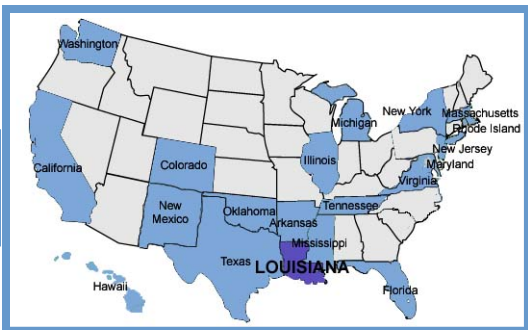 Washington
Michigan
New York
Massachusetts
Rhode Island
New Jersey
Maryland
Illinois
California
Colorado
Virginia
Tennessee
New
Mexico
Oklahoma
Arkansas
Mississippi
Texas
LOUISIANA
Hawaii
Florida